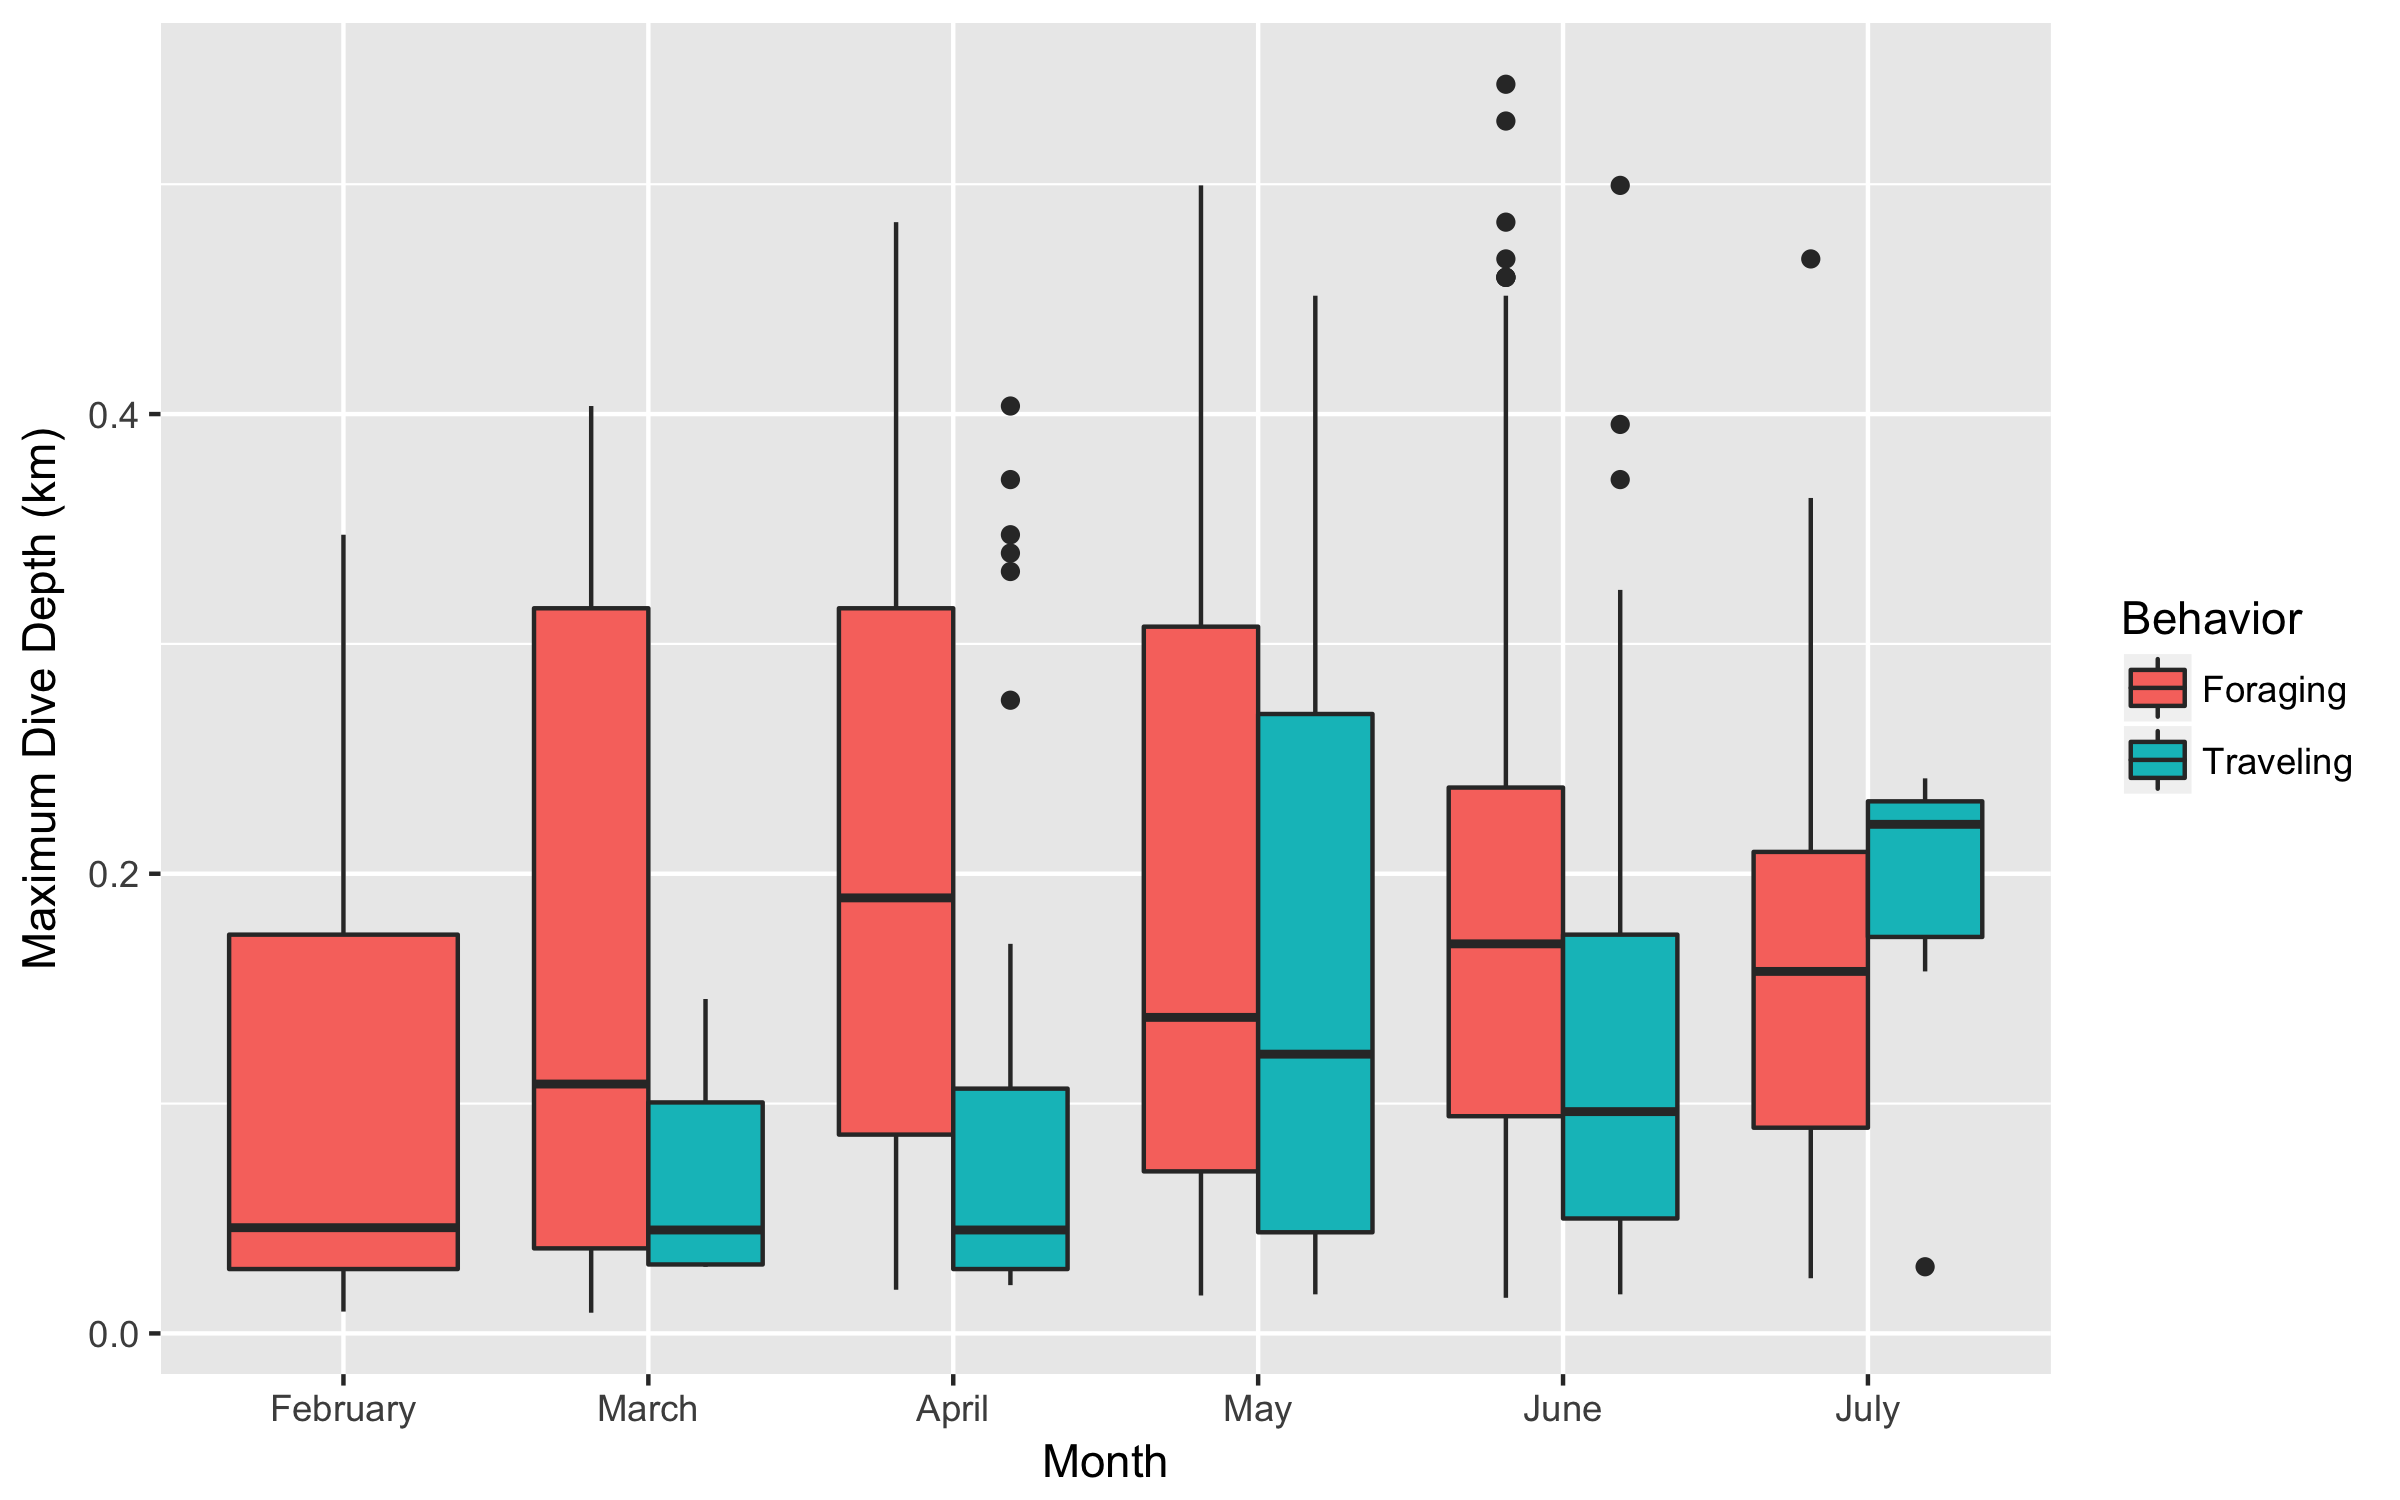 Maximum Dive Depth (km)
0.4
0.2
0.0
February March April May June July
Month
Behavior
Foraging
Traveling